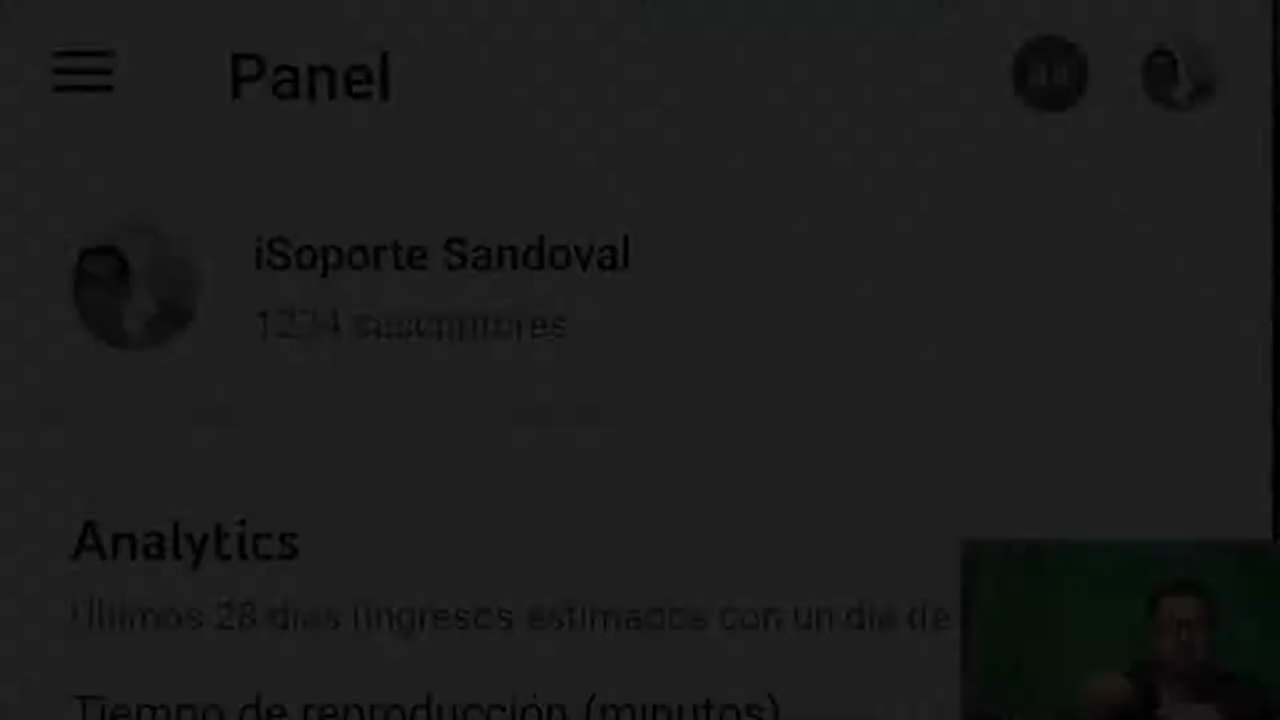 Panel
iSoporte Sandoval
1234 suscriptores
Analytics
Últimos 28 días (ingresos estimados con un día de
Tiempo de reproducción (minutos)